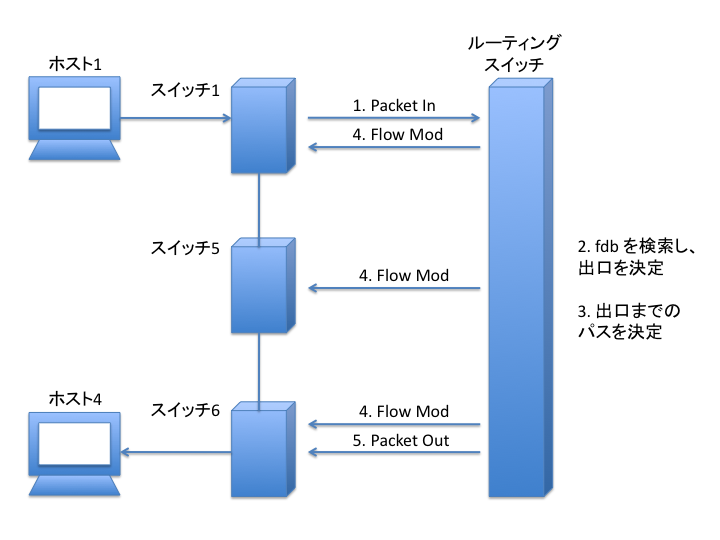 ルーティング
スイッチ
ホスト1
スイッチ1
1. Packet In
4. Flow Mod
スイッチ5
4. Flow Mod
2. fdb を検索し、
出口を決定
3. 出口までの
パスを決定
ホスト4
スイッチ6
4. Flow Mod
5. Packet Out